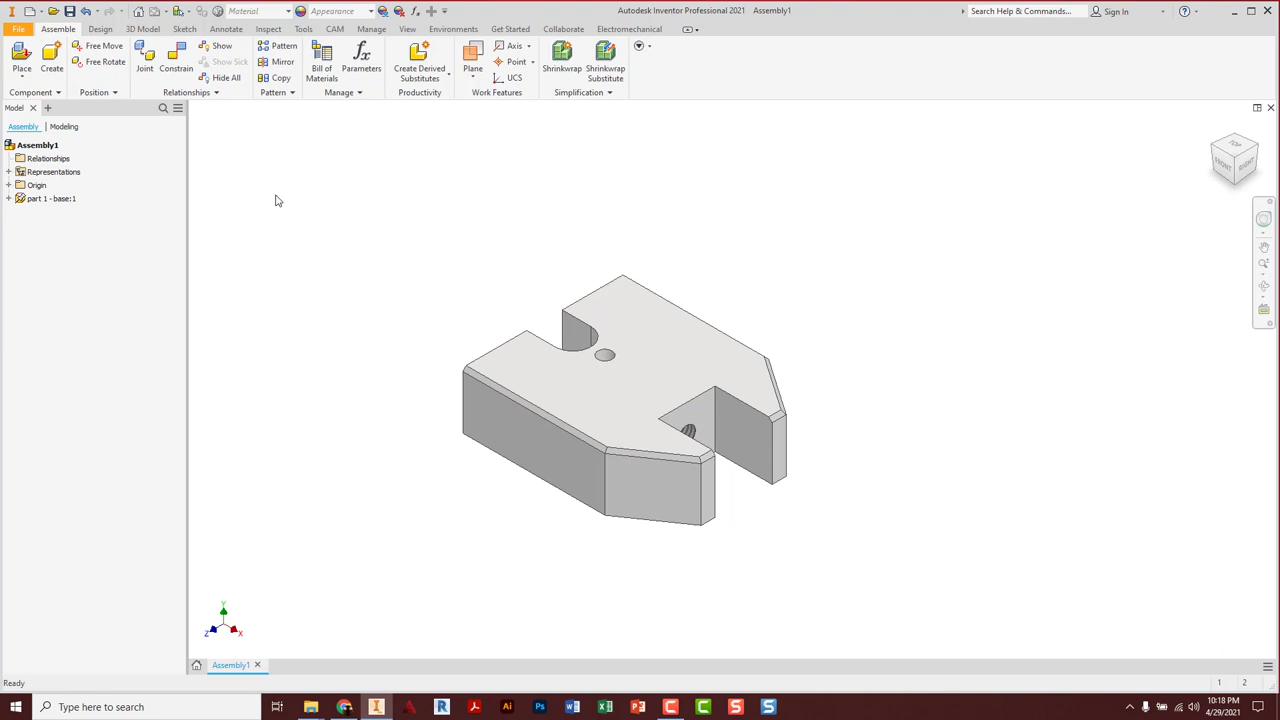 Material
Appearance
Autodesk Inventor Professional 2021 Assembly1
Search Help & Commands...
Sign In
File Assemble Design 3D Model Sketch Annotate Inspect Tools CAM Manage View Environments Get Started Collaborate Electromechanical
Place
Create
Free Move
Free Rotate
Joint
Constrain
Show
Show Sick
Hide All
Pattern
Mirror
Copy
Bill of
Materials
Parameters
Create Derived
Substitutes
Plane
Axis
Point
UCS
Shrinkwrap
Shrinkwrap
Substitute
Component Position Relationships Pattern Manage Productivity Work Features Simplification
Model
Assembly Modeling
Assembly1
Relationships
Representations
Origin
part 1 - base:1
TOP
FRONT
RIGHT
Y
Z
X
Assembly1
Ready
1 2
Type here to search
10:18 PM
4/29/2021